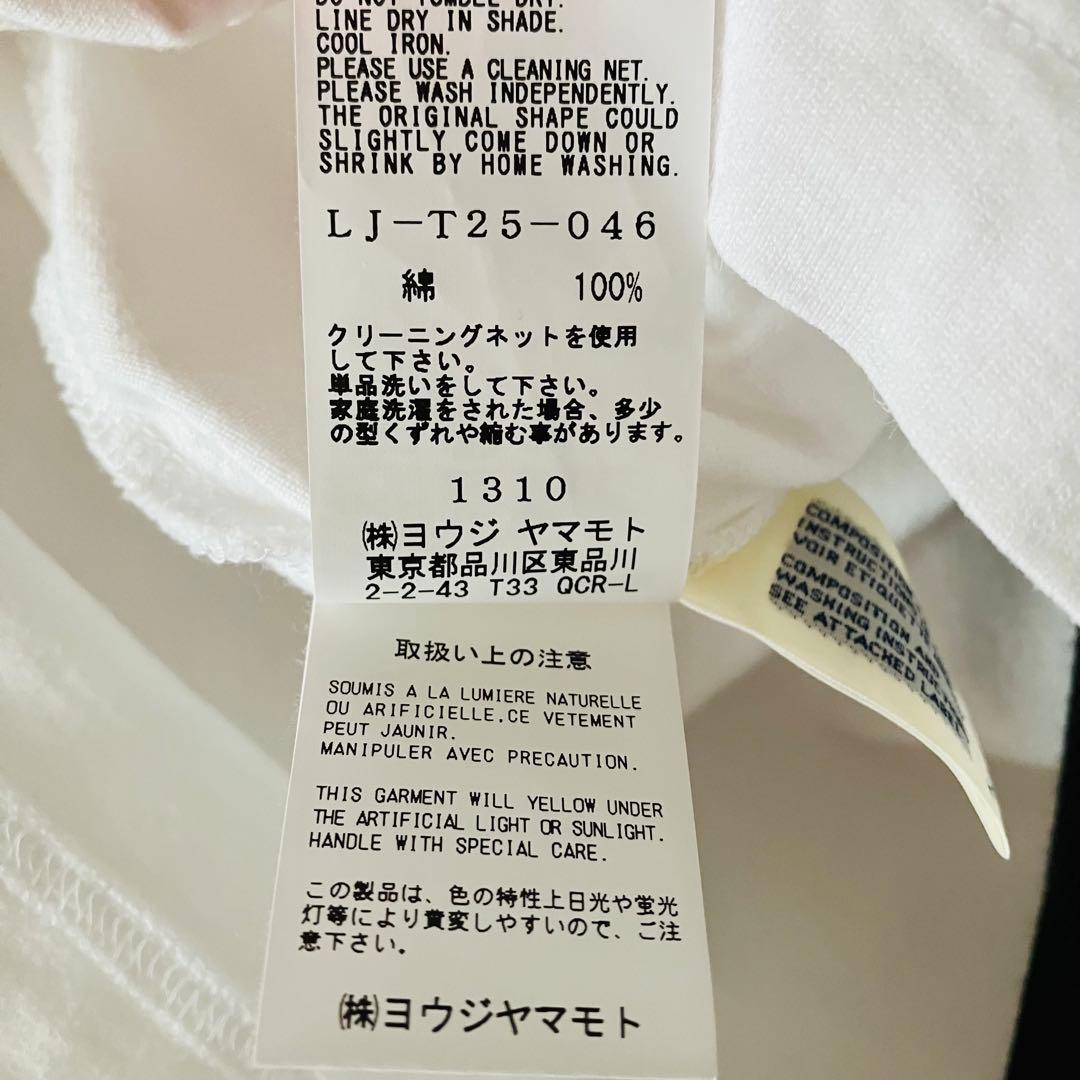 DO NOT TUMBLE DRY.
LINE DRY IN SHADE.
COOL IRON.
PLEASE USE A CLEANING NET.
PLEASE WASH INDEPENDENTLY.
THE ORIGINAL SHAPE COULD
SLIGHTLY COME DOWN OR
SHRINK BY HOME WASHING.
LJ-T25-046
綿 100%
クリーニングネットを使用
して下さい。
単品洗いをして下さい。
家庭洗濯をされた場合、多少
の型くずれや縮む事があります。
1310
㈱ヨウジ ヤマモト
東京都品川区東品川
2-2-43 T33 QCR-L
取扱い上の注意
SOUMIS A LA LUMIERE NATURELLE
OU ARIFICIELLE.CE VETEMENT
PEUT JAUNIR.
MANIPULER AVEC PRECAUTION.
THIS GARMENT WILL YELLOW UNDER
THE ARTIFICIAL LIGHT OR SUNLIGHT.
HANDLE WITH SPECIAL CARE.
この製品は、色の特性上日光や蛍光
灯等により黄変しやすいので、ご注
意下さい。
㈱ヨウジヤマモト
VOIR ETIQUET
COMPOSITION AND
SEE ATTACHED LABEL